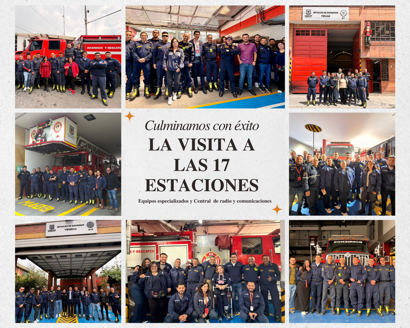 Culminamos con éxito
LA VISITA A
LAS 17
ESTACIONES
Equipos especializados y Central de radio y comunicaciones